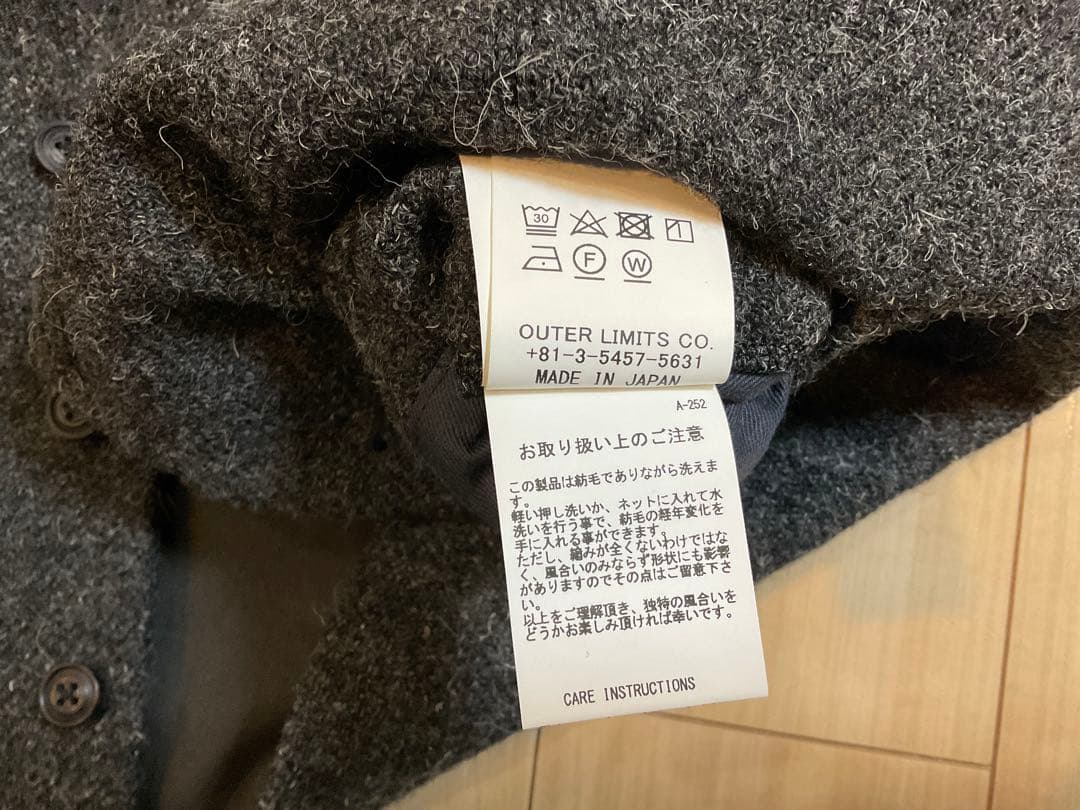 30
F W
OUTER LIMITS CO.
+81-3-5457-5631
MADE IN JAPAN
A-252
お取り扱い上のご注意
この製品は紡毛でありながら洗えま
す。
軽い押し洗いか、ネットに入れて水
洗いを行う事で、紡毛の経年変化を
手に入れる事ができます。
ただし、縮みが全くないわけではな
く、風合いのみならず形状にも影響
がありますのでその点はご留意下さ
い。
以上をご理解頂き、独特の風合いを
どうかお楽しみ頂ければ幸いです。
CARE INSTRUCTIONS